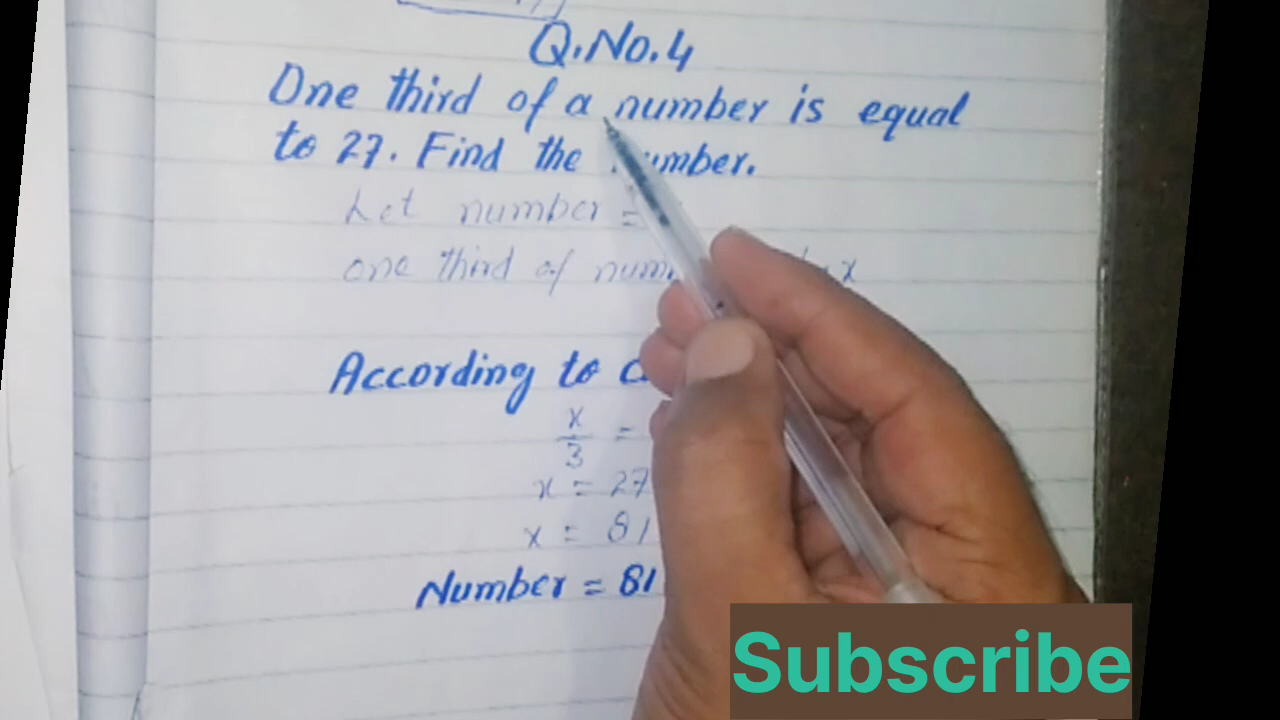 Q.No.4
One third of a number is equal
to 27. Find the number.
Let number =
one third of x
According to
x/3 =
x = 27
x = 81
Number = 81
Subscribe